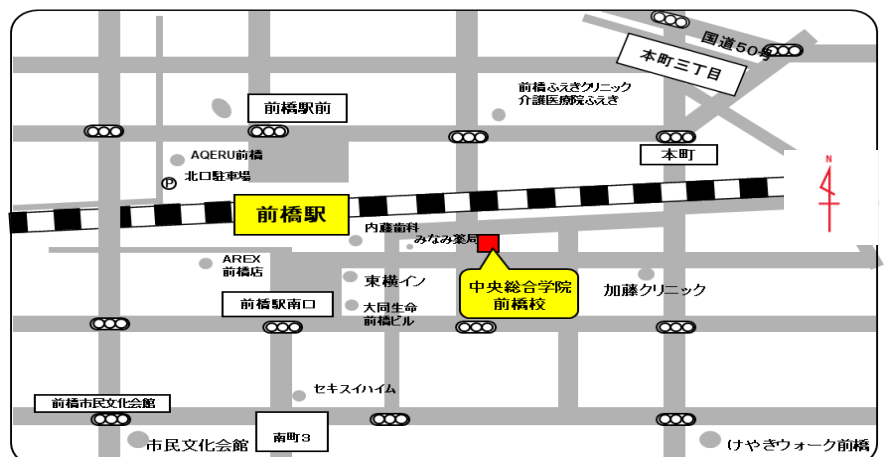 国道50号
本町三丁目
前橋ふえきクリニック
介護医療院ふえき
前橋駅前
AQERU前橋
本町
北口駐車場
P
N
前橋駅
内藤歯科
みなみ薬局
AREX
前橋店
東横イン
中央総合学院
前橋校
加藤クリニック
前橋駅南口
大同生命
前橋ビル
セキスイハイム
前橋市民文化会館
南町3
市民文化会館
けやきウォーク前橋